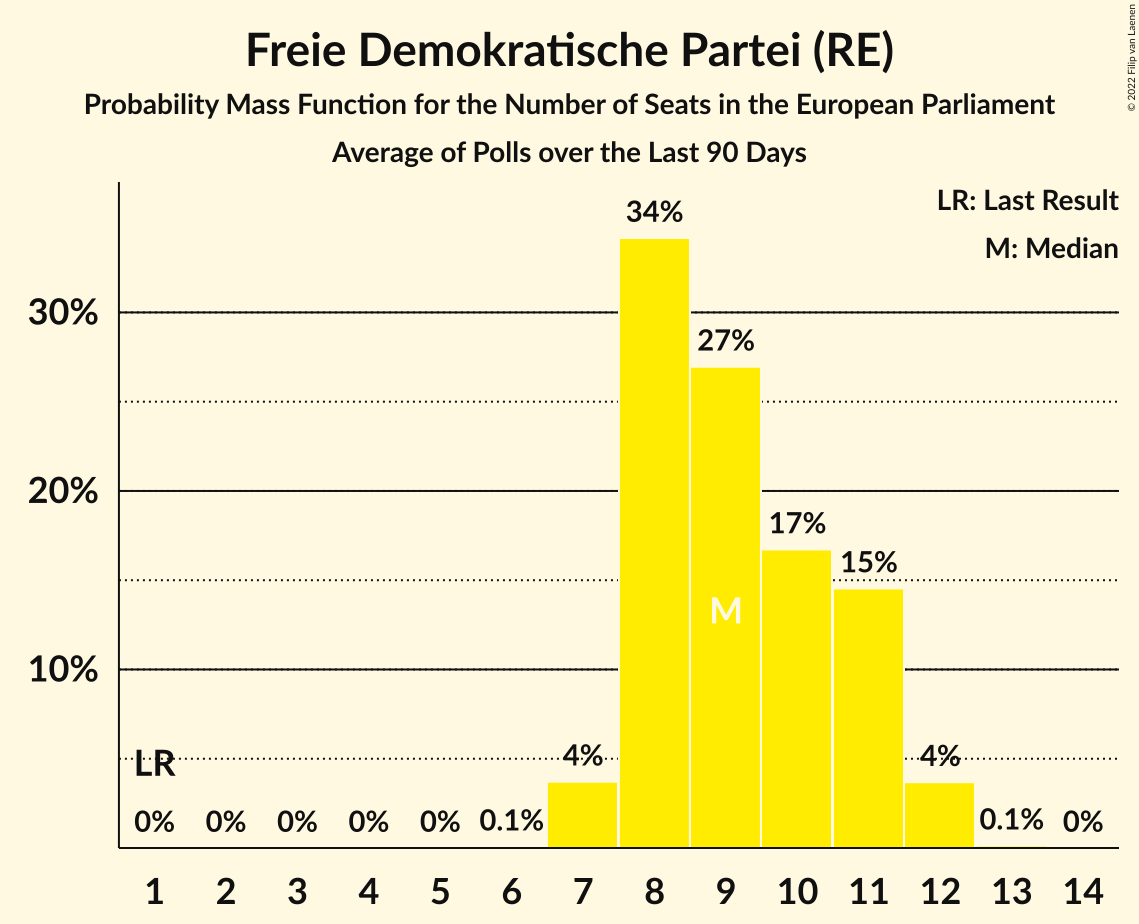 Freie Demokratische Partei (RE)
Probability Mass Function for the Number of Seats in the European Parliament
Average of Polls over the Last 90 Days
© 2022 Filip van Laenen
LR: Last Result
M: Median
34%
30%
27%
20%
17%
15%
M
10%
LR
4%
4%
0% 0% 0% 0% 0% 0.1% 0.1% 0%
1 2 3 4 5 6 7 8 9 10 11 12 13 14